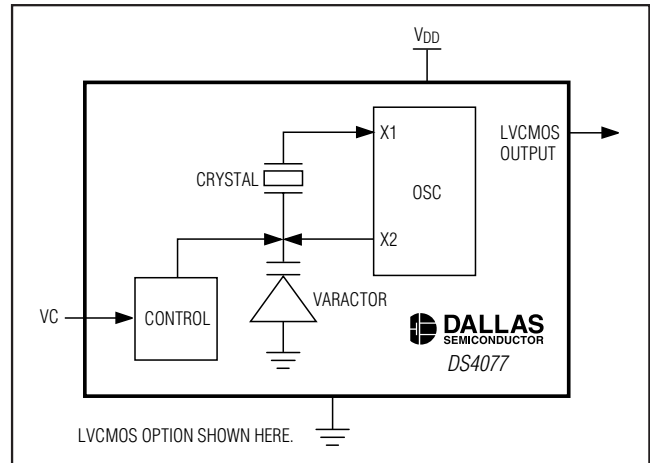 VDD
X1
LVCMOS
OUTPUT
CRYSTAL
OSC
X2
VARACTOR
VC
CONTROL
DALLAS
SEMICONDUCTOR
DS4077
LVCMOS OPTION SHOWN HERE.